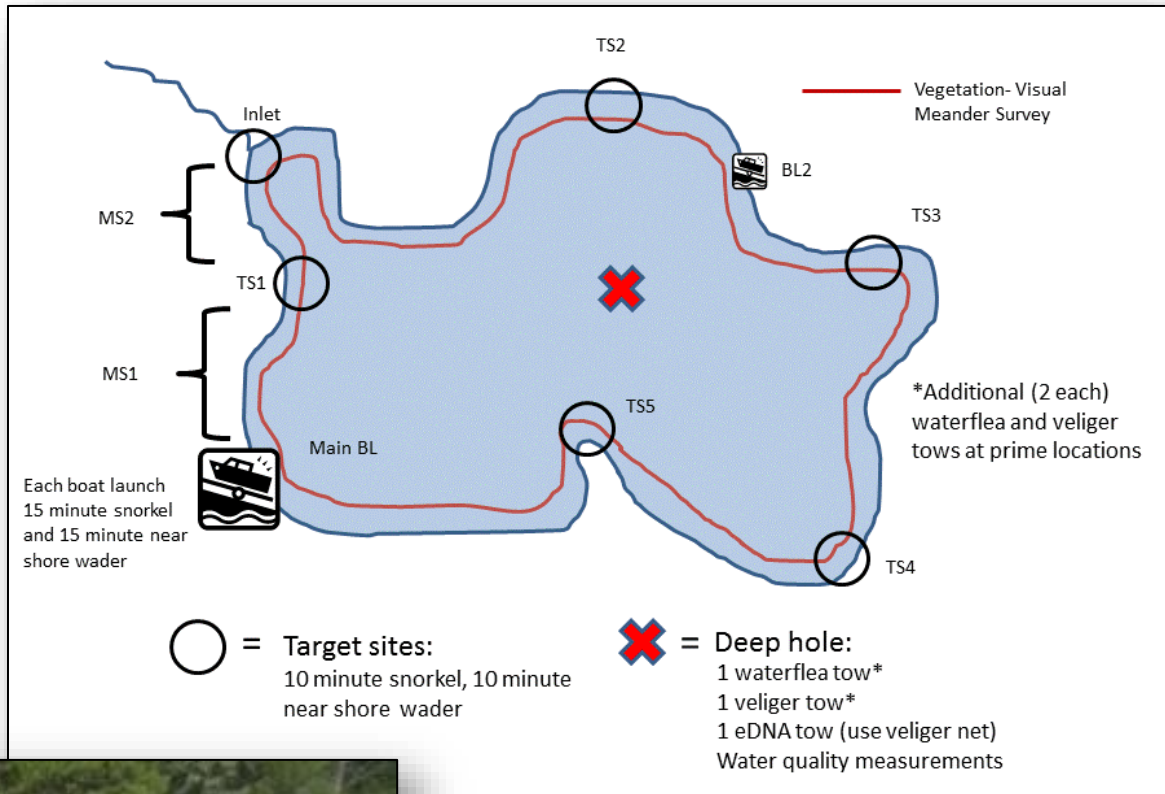 TS2
Vegetation- Visual
Meander Survey
Inlet
BL2
MS2
TS3
TS1
MS1
*Additional (2 each)
waterflea and veliger
tows at prime locations
TS5
Main BL
Each boat launch
15 minute snorkel
and 15 minute near
shore wader
TS4
= Target sites:
10 minute snorkel, 10 minute
near shore wader
= Deep hole:
1 waterflea tow*
1 veliger tow*
1 eDNA tow (use veliger net)
Water quality measurements